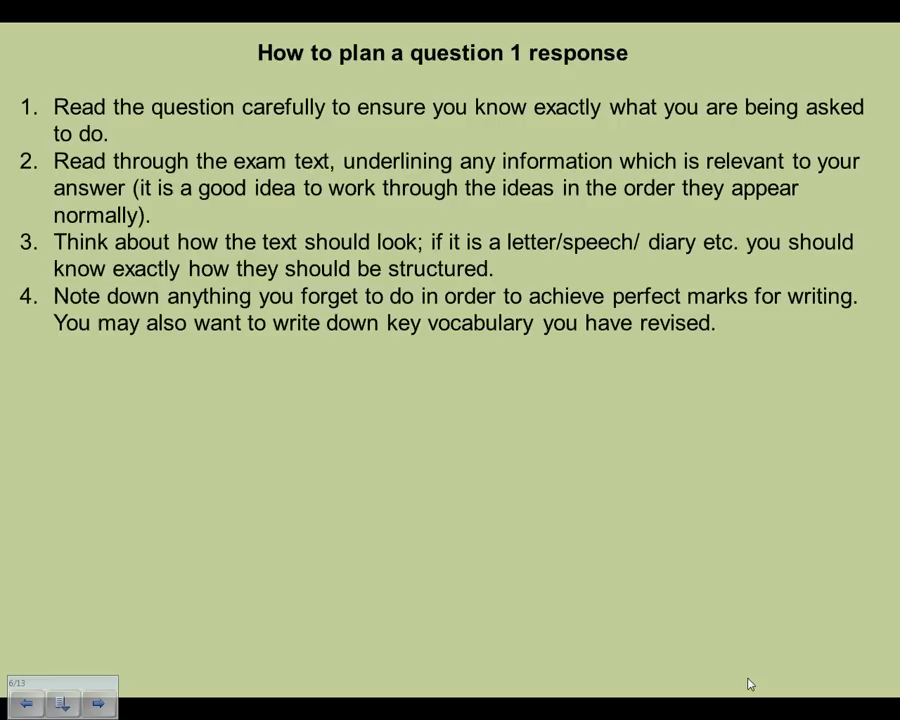 How to plan a question 1 response
1. Read the question carefully to ensure you know exactly what you are being asked
to do.
2. Read through the exam text, underlining any information which is relevant to your
answer (it is a good idea to work through the ideas in the order they appear
normally).
3. Think about how the text should look; if it is a letter/speech/ diary etc. you should
know exactly how they should be structured.
4. Note down anything you forget to do in order to achieve perfect marks for writing.
You may also want to write down key vocabulary you have revised.
6/13